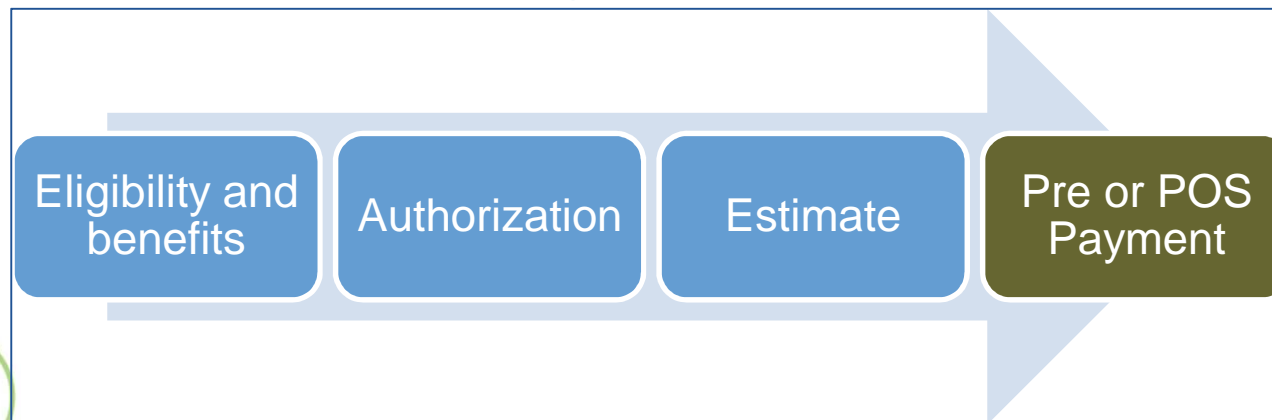 Eligibility and
benefits
Authorization
Estimate
Pre or POS
Payment